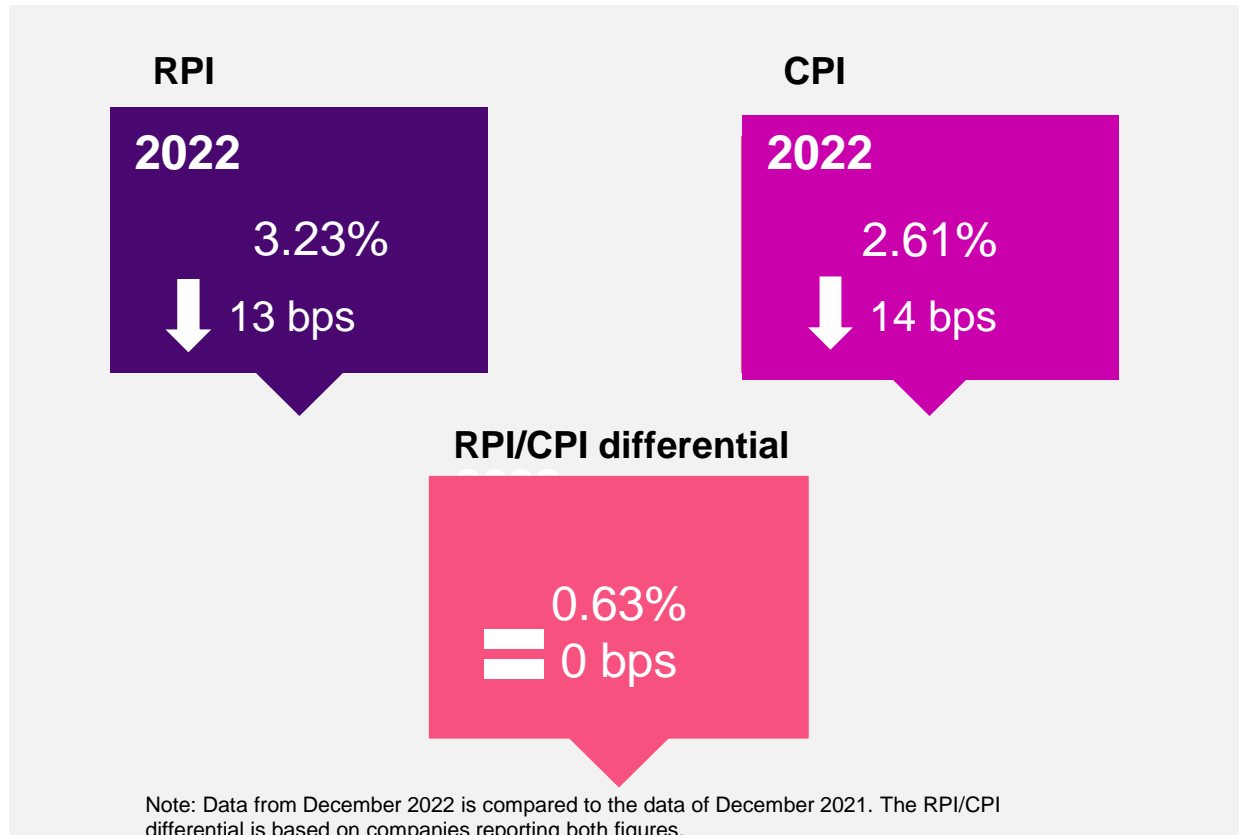 RPI
2022
3.23%
13 bps
CPI
2022
2.61%
14 bps
RPI/CPI differential
0.63%
0 bps
Note: Data from December 2022 is compared to the data of December 2021. The RPI/CPI
differential is based on companies reporting both figures.